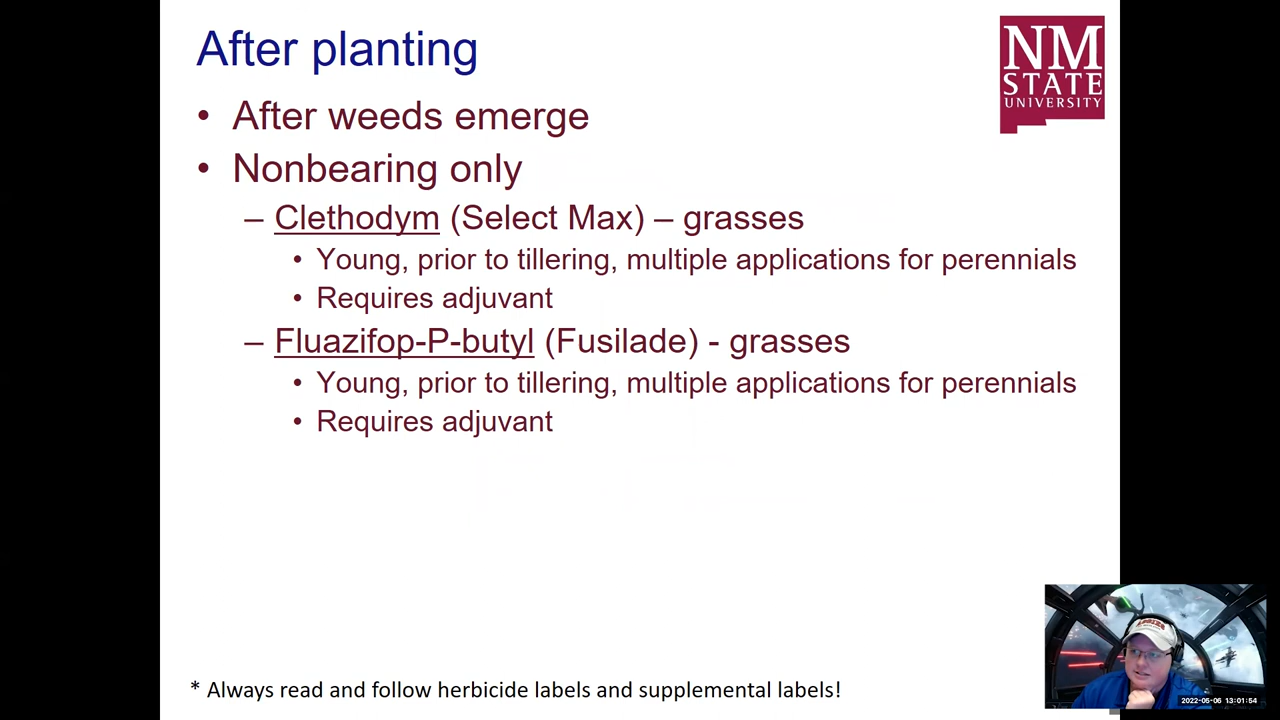 After planting
NM
STATE
UNIVERSITY
• After weeds emerge
• Nonbearing only
– Clethodym (Select Max) – grasses
• Young, prior to tillering, multiple applications for perennials
• Requires adjuvant
– Fluazifop-P-butyl (Fusilade) - grasses
• Young, prior to tillering, multiple applications for perennials
• Requires adjuvant
* Always read and follow herbicide labels and supplemental labels!
AGGIES
2022-05-06 13:01:54